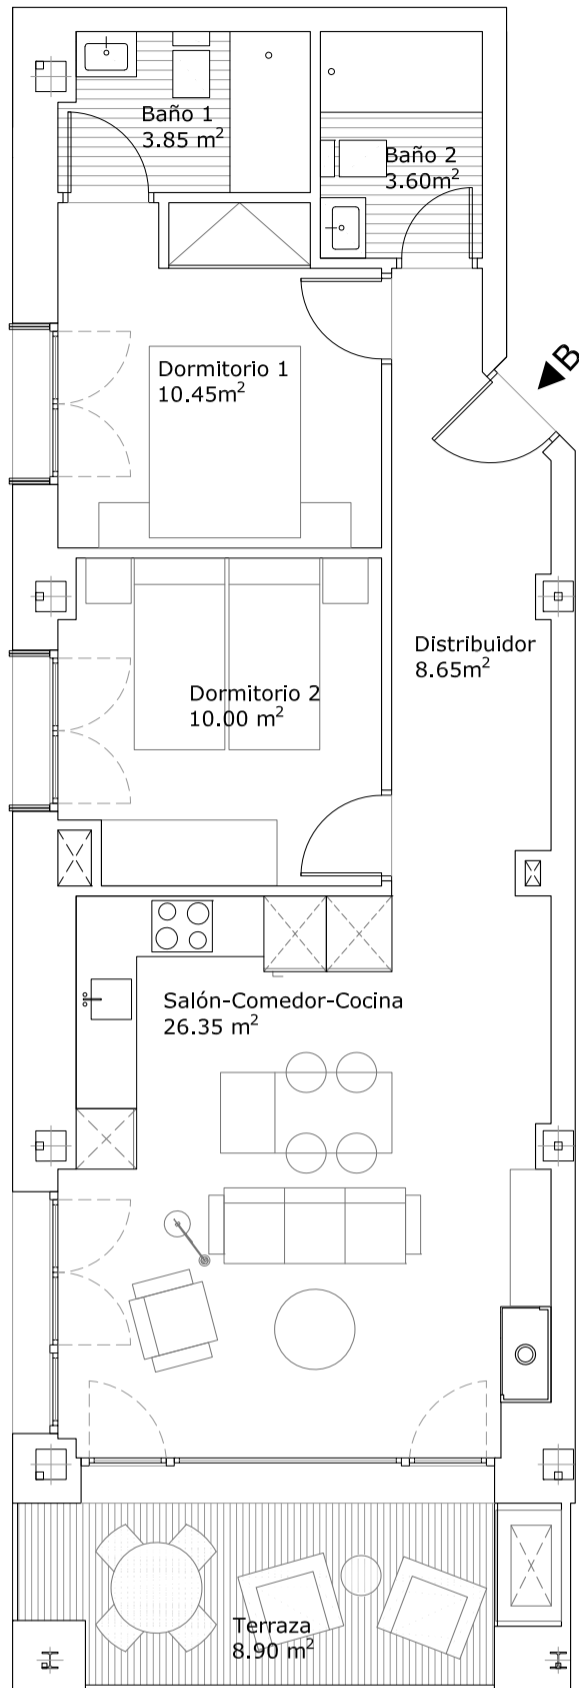 Baño 1
3.85 m²
Baño 2
3.60m²
B
Dormitorio 1
10.45m²
Distribuidor
8.65m²
Dormitorio 2
10.00 m²
Salón-Comedor-Cocina
26.35 m²
Terraza
8.90 m²